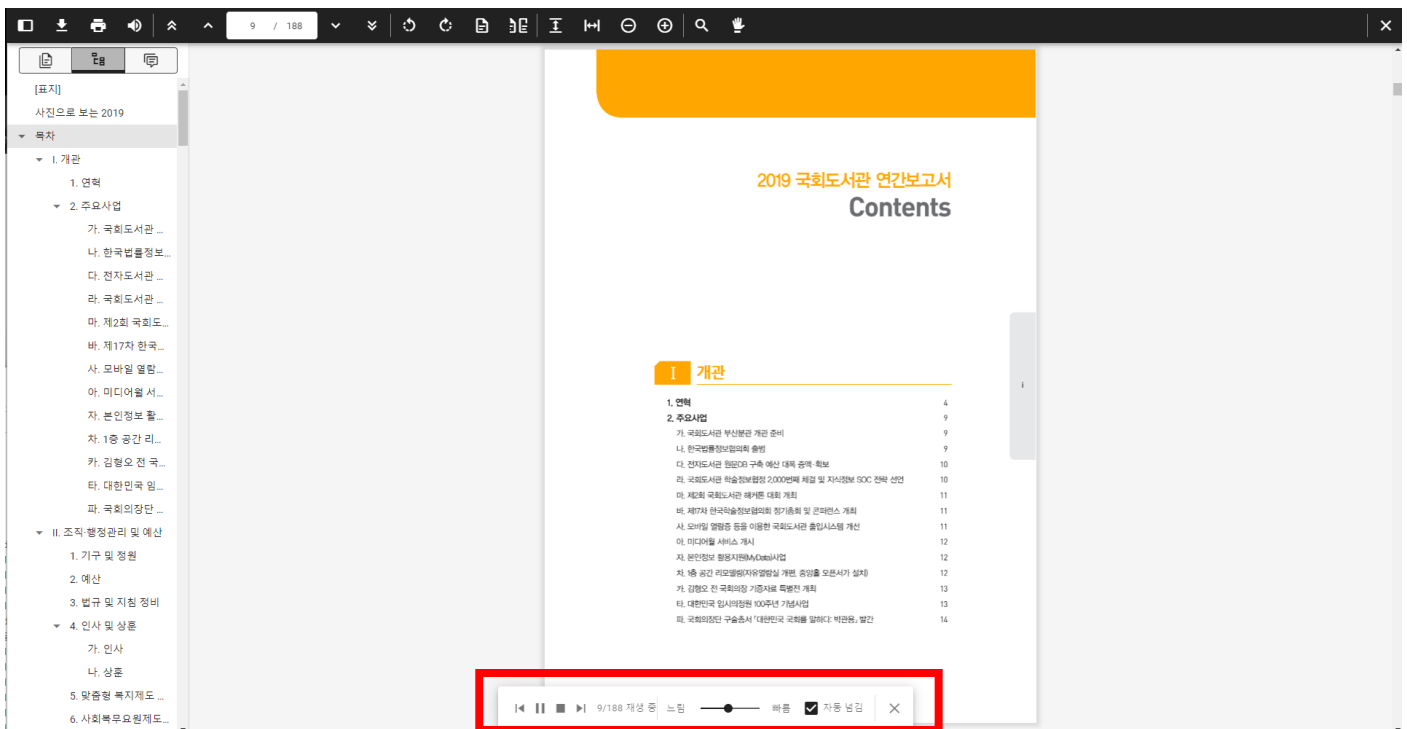 9 / 188
[표지]
사진으로 보는 2019
목차
I. 개관
1. 연혁
2. 주요사업
가. 국회도서관 ...
나. 한국법률정보...
다. 전자도서관 ...
라. 국회도서관 ...
마. 제2회 국회도...
바. 제17차 한국...
사. 모바일 열람...
아. 미디어월 서...
자. 본인정보 활...
차. 1층 공간 리...
카. 김형오 전 국...
타. 대한민국 임...
파. 국회의장단 ...
II. 조직·행정관리 및 예산
1. 기구 및 정원
2. 예산
3. 법규 및 지침 정비
4. 인사 및 상훈
가. 인사
나. 상훈
5. 맞춤형 복지제도 ...
6. 사회복무요원제도...
2019 국회도서관 연간보고서
Contents
I 개관
1. 연혁 4
2. 주요사업 9
가. 국회도서관 부산분관 개관 준비 9
나. 한국법률정보협의회 출범 9
다. 전자도서관 원문DB 구축 예산 대폭 증액·확보 10
라. 국회도서관 학술정보협정 2,000번째 체결 및 지식정보 SOC 전략 선언 10
마. 제2회 국회도서관 해커톤 대회 개최 11
바. 제17차 한국학술정보협의회 정기총회 및 콘퍼런스 개최 11
사. 모바일 열람증 등을 이용한 국회도서관 출입시스템 개선 11
아. 미디어월 서비스 개시 12
자. 본인정보 활용지원(MyData)사업 12
차. 1층 공간 리모델링(자유열람실 개편, 중앙홀 오픈서가 설치) 12
카. 김형오 전 국회의장 기증자료 특별전 개최 13
타. 대한민국 임시의정원 100주년 기념사업 13
파. 국회의장단 구술총서 「대한민국 국회를 말하다: 박관용」 발간 14
i
9/188 재생 중 느림 빠름 자동 넘김